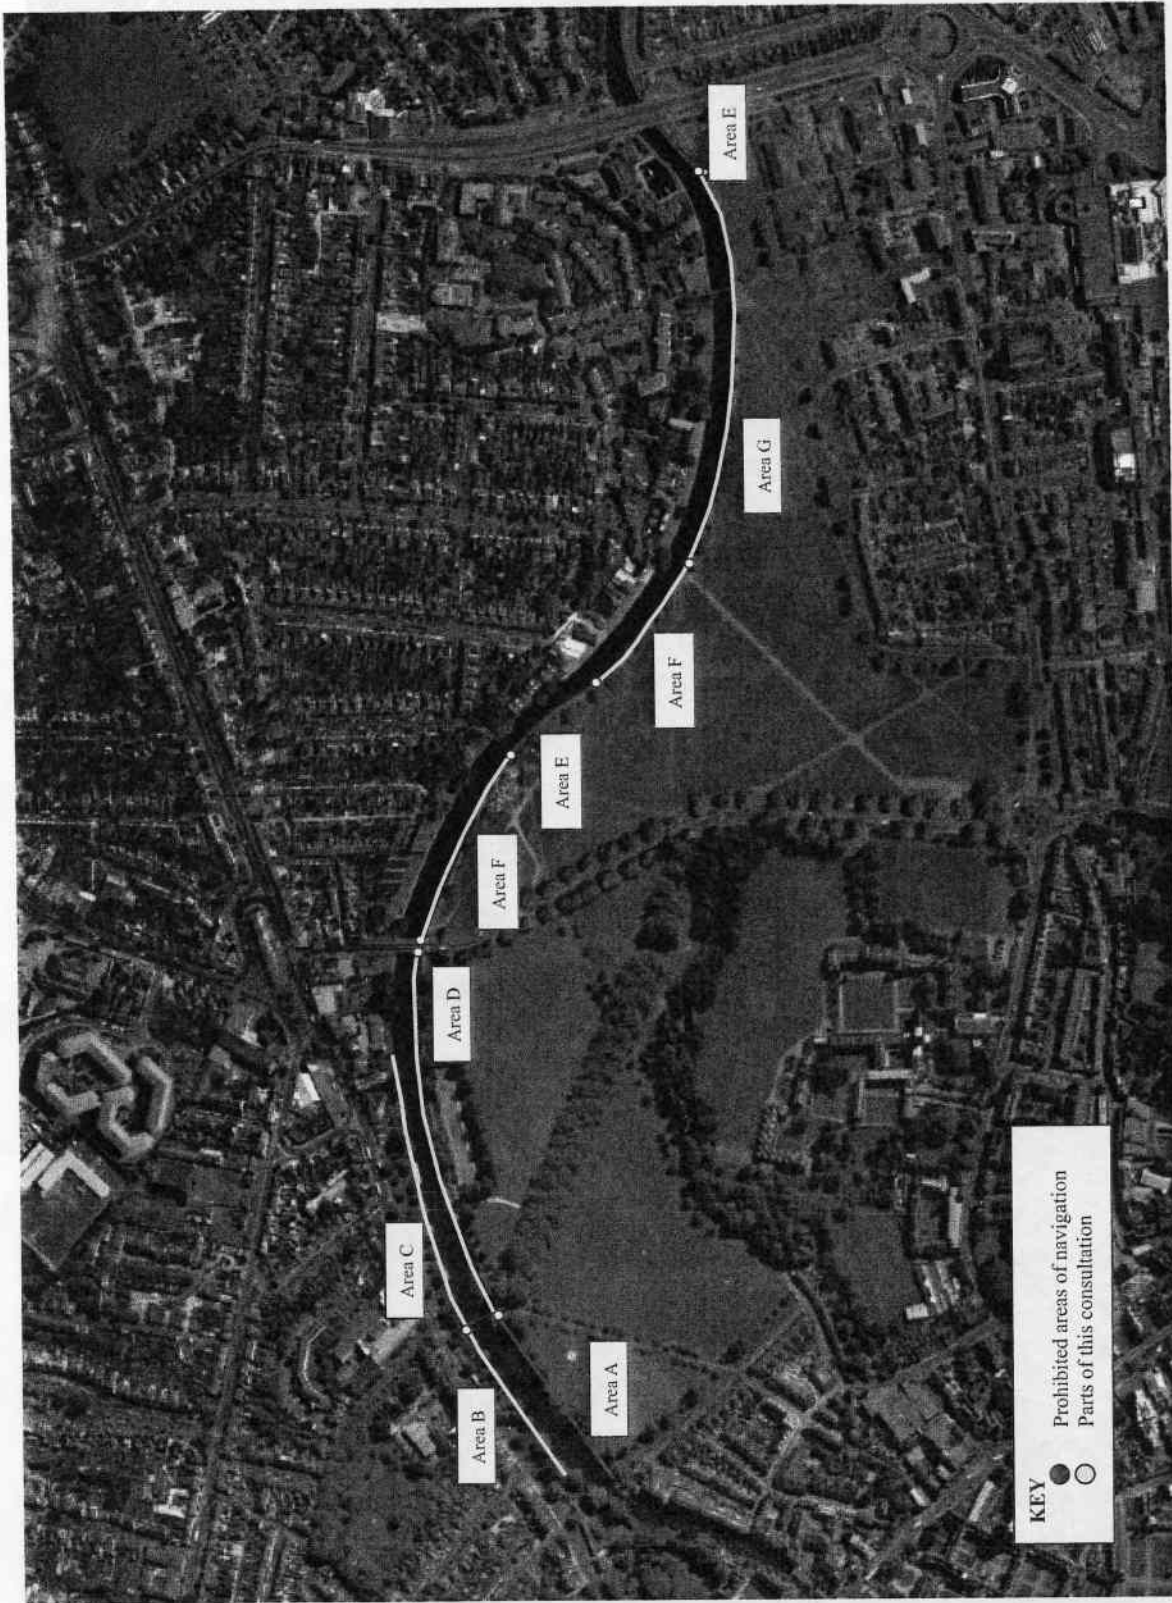 Area A
Area B
Area C
Area D
Area F
Area E
Area F
Area G
Area E
KEY
Prohibited areas of navigation
Parts of this consultation